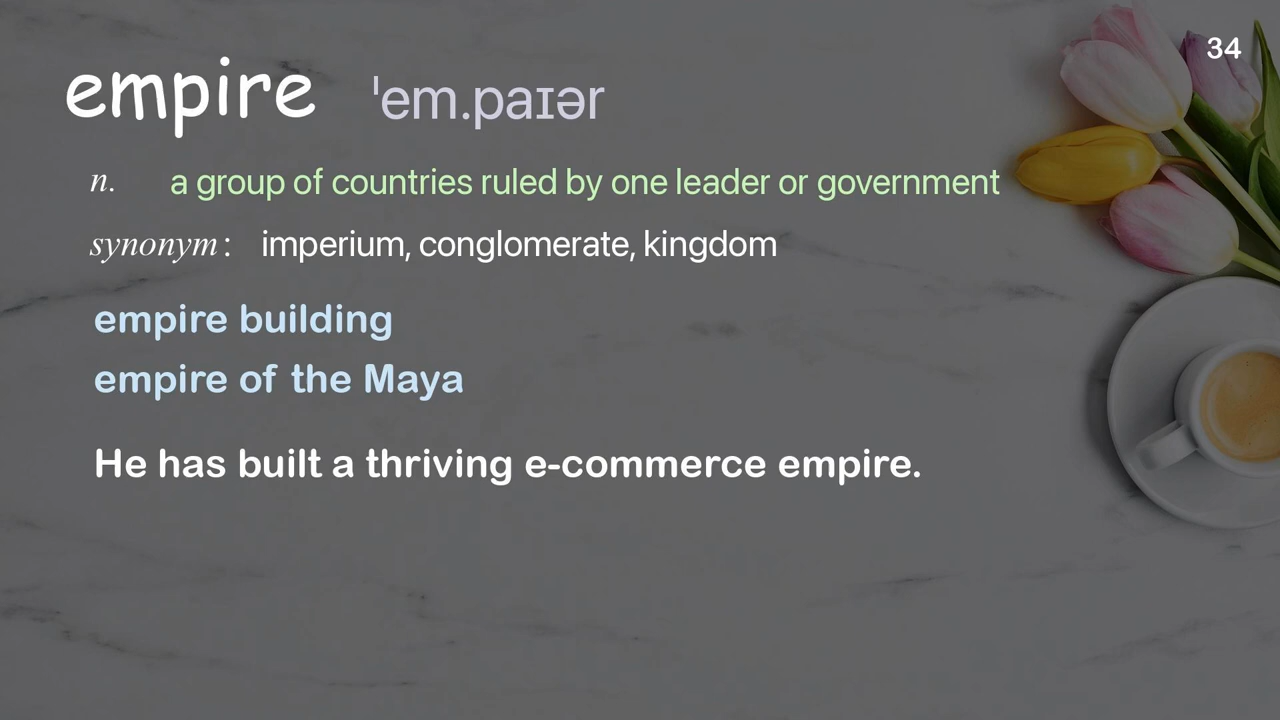 34
empire ˈem.paɪər
n. a group of countries ruled by one leader or government
synonym: imperium, conglomerate, kingdom
empire building
empire of the Maya
He has built a thriving e-commerce empire.